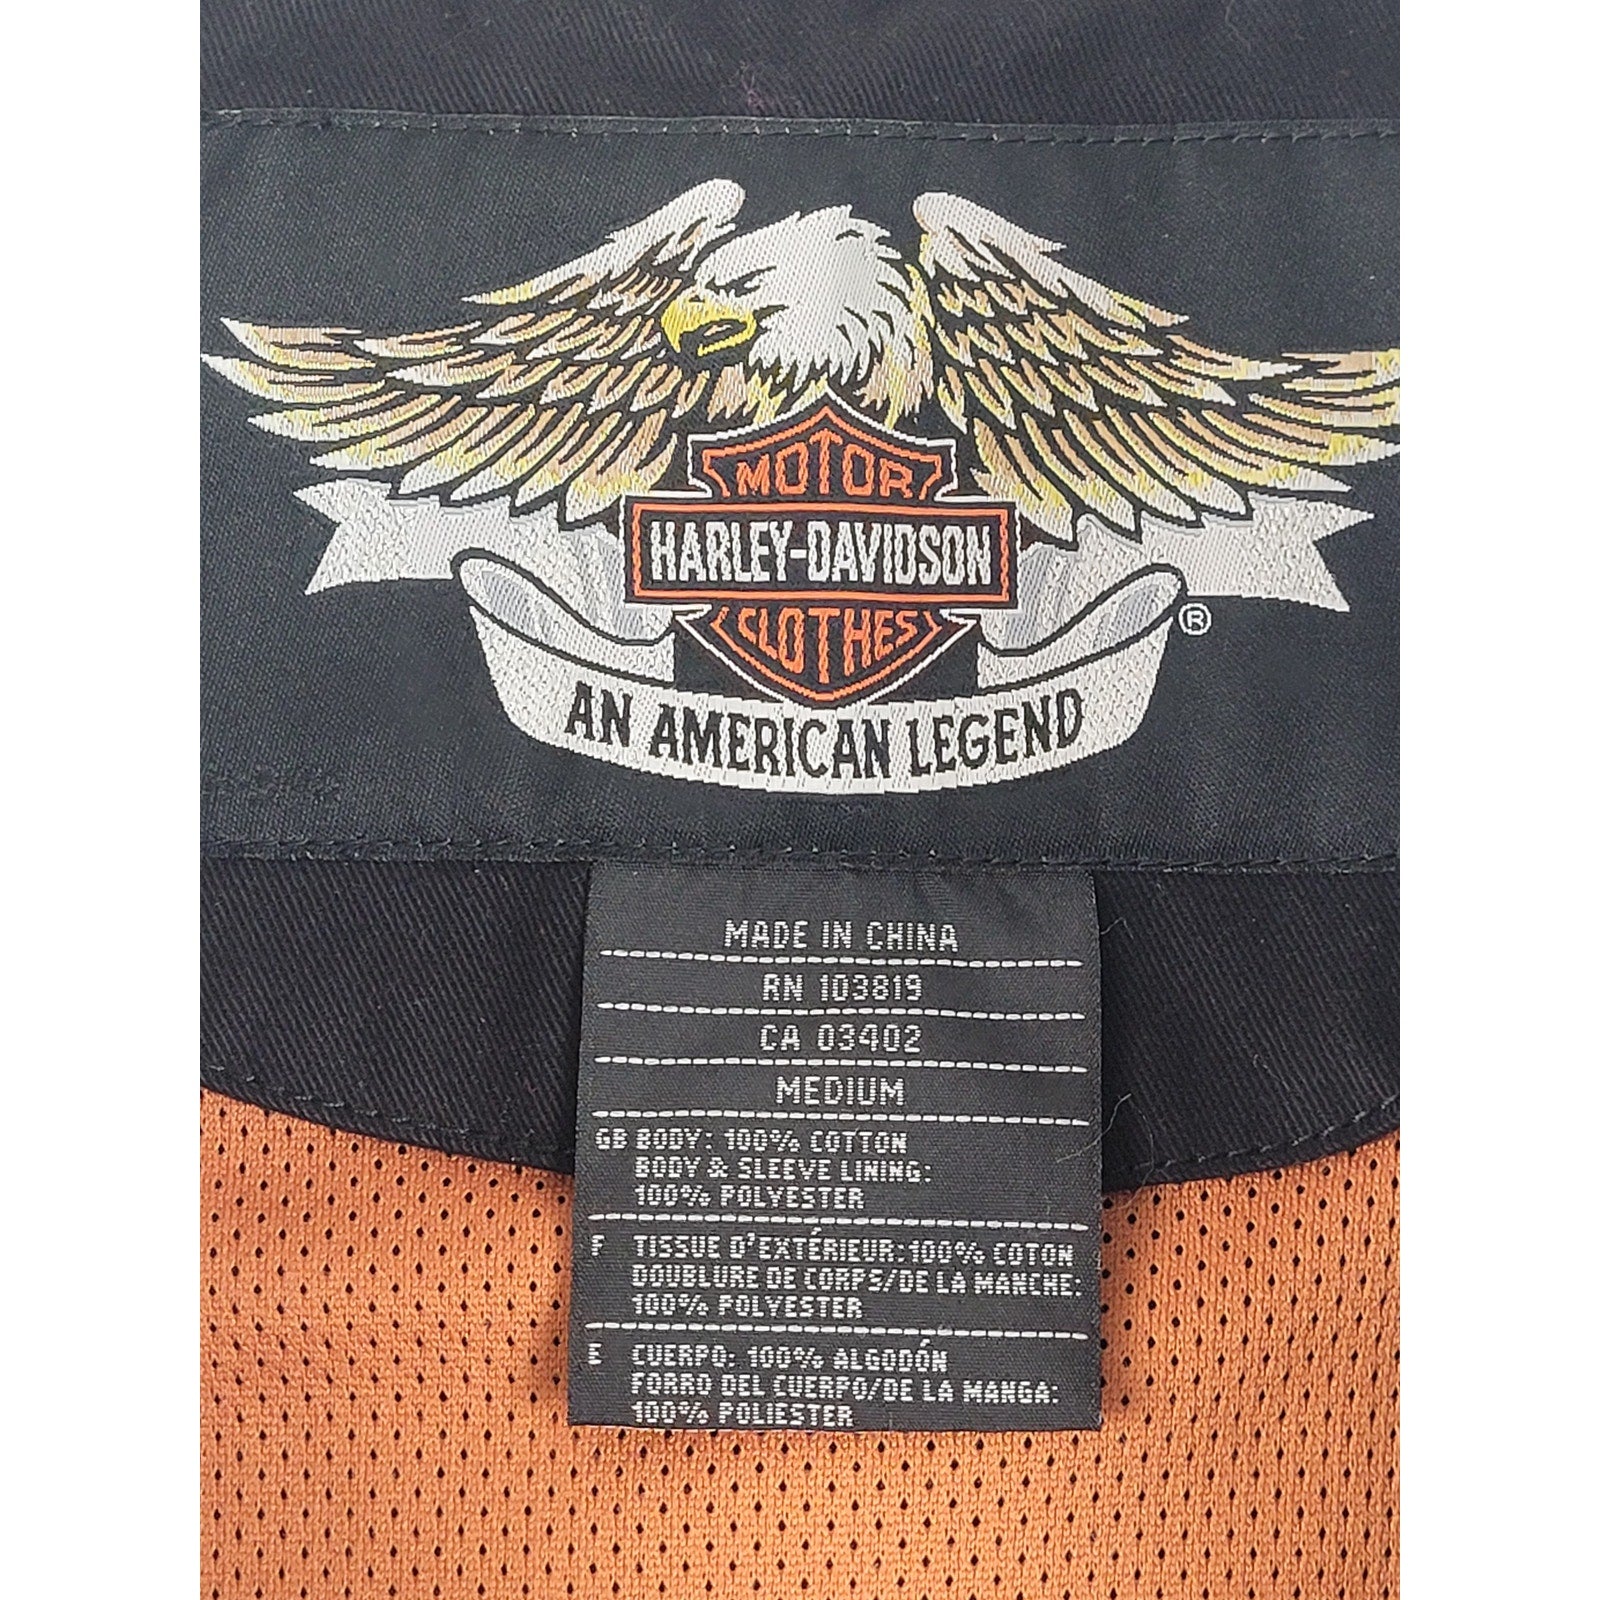 MOTOR
HARLEY-DAVIDSON
CLOTHES
®
AN AMERICAN LEGEND
MADE IN CHINA
RN 103819
CA 03402
MEDIUM
GB BODY: 100% COTTON
BODY & SLEEVE LINING:
100% POLYESTER
F TISSUE D'EXTÉRIEUR:100% COTON
DOUBLURE DE CORPS/DE LA MANCHE:
100% POLYESTER
E CUERPO: 100% ALGODÓN
FORRO DEL CUERPO/DE LA MANGA:
100% POLIESTER